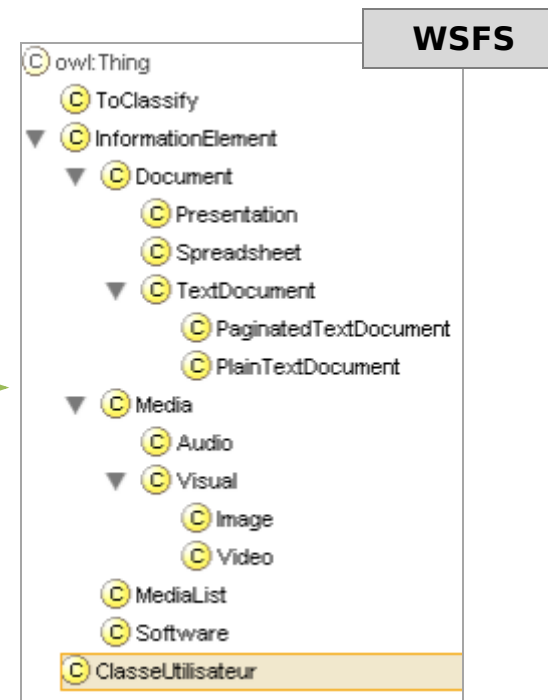 WSFS
owl:Thing
C ToClassify
C InformationElement
C Document
C Presentation
C Spreadsheet
C TextDocument
C PaginatedTextDocument
C PlainTextDocument
C Media
C Audio
C Visual
C Image
C Video
C MediaList
C Software
C ClasseUtilisateur